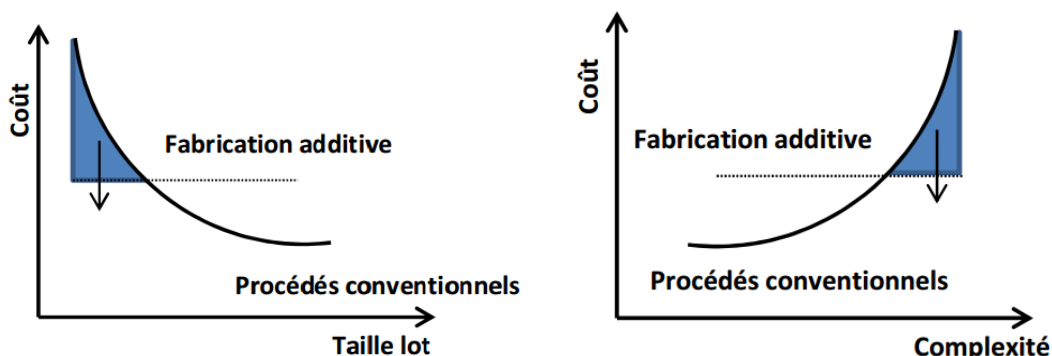 Coût
Fabrication additive
Procédés conventionnels
Taille lot
Coût
Fabrication additive
Procédés conventionnels
Complexité